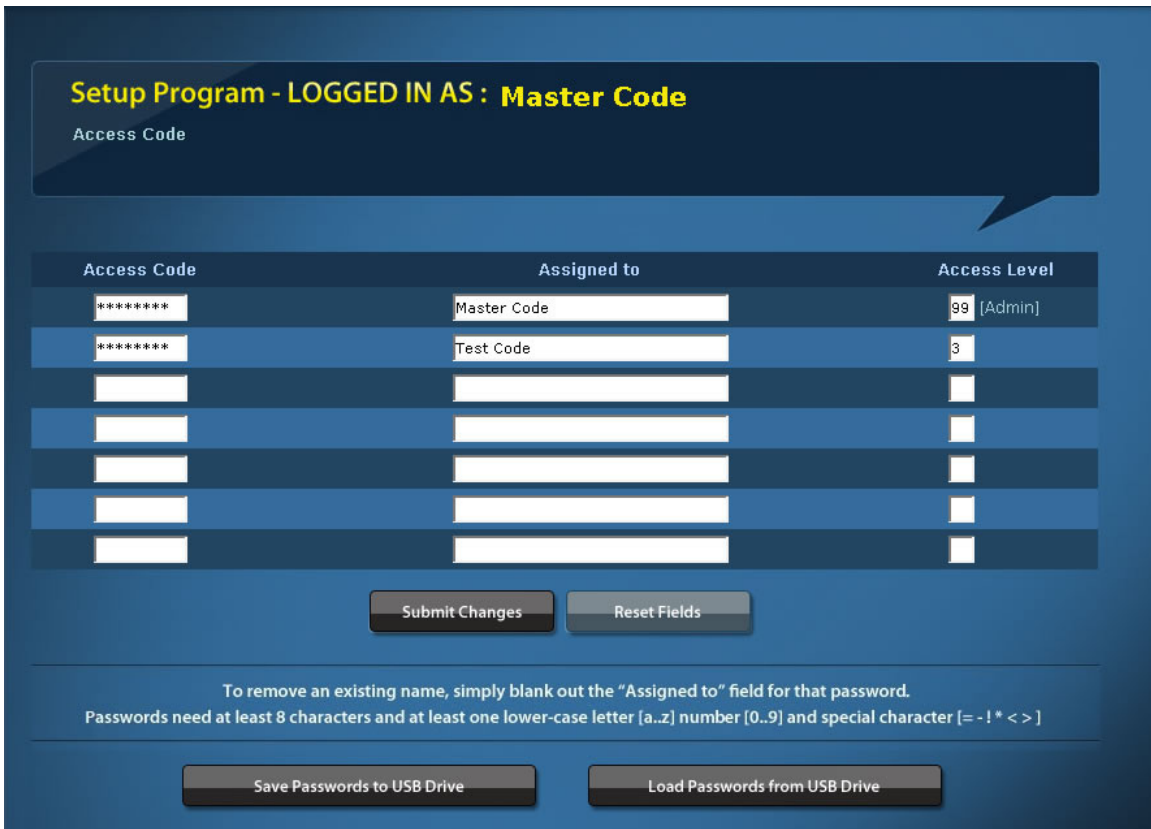 Setup Program - LOGGED IN AS : Master Code
Access Code
Access Code Assigned to Access Level
******** Master Code 99 [Admin]
******** Test Code 3
Submit Changes Reset Fields
To remove an existing name, simply blank out the “Assigned to” field for that password.
Passwords need at least 8 characters and at least one lower-case letter [a..z] number [0..9] and special character [= - ! * < > ]
Save Passwords to USB Drive Load Passwords from USB Drive